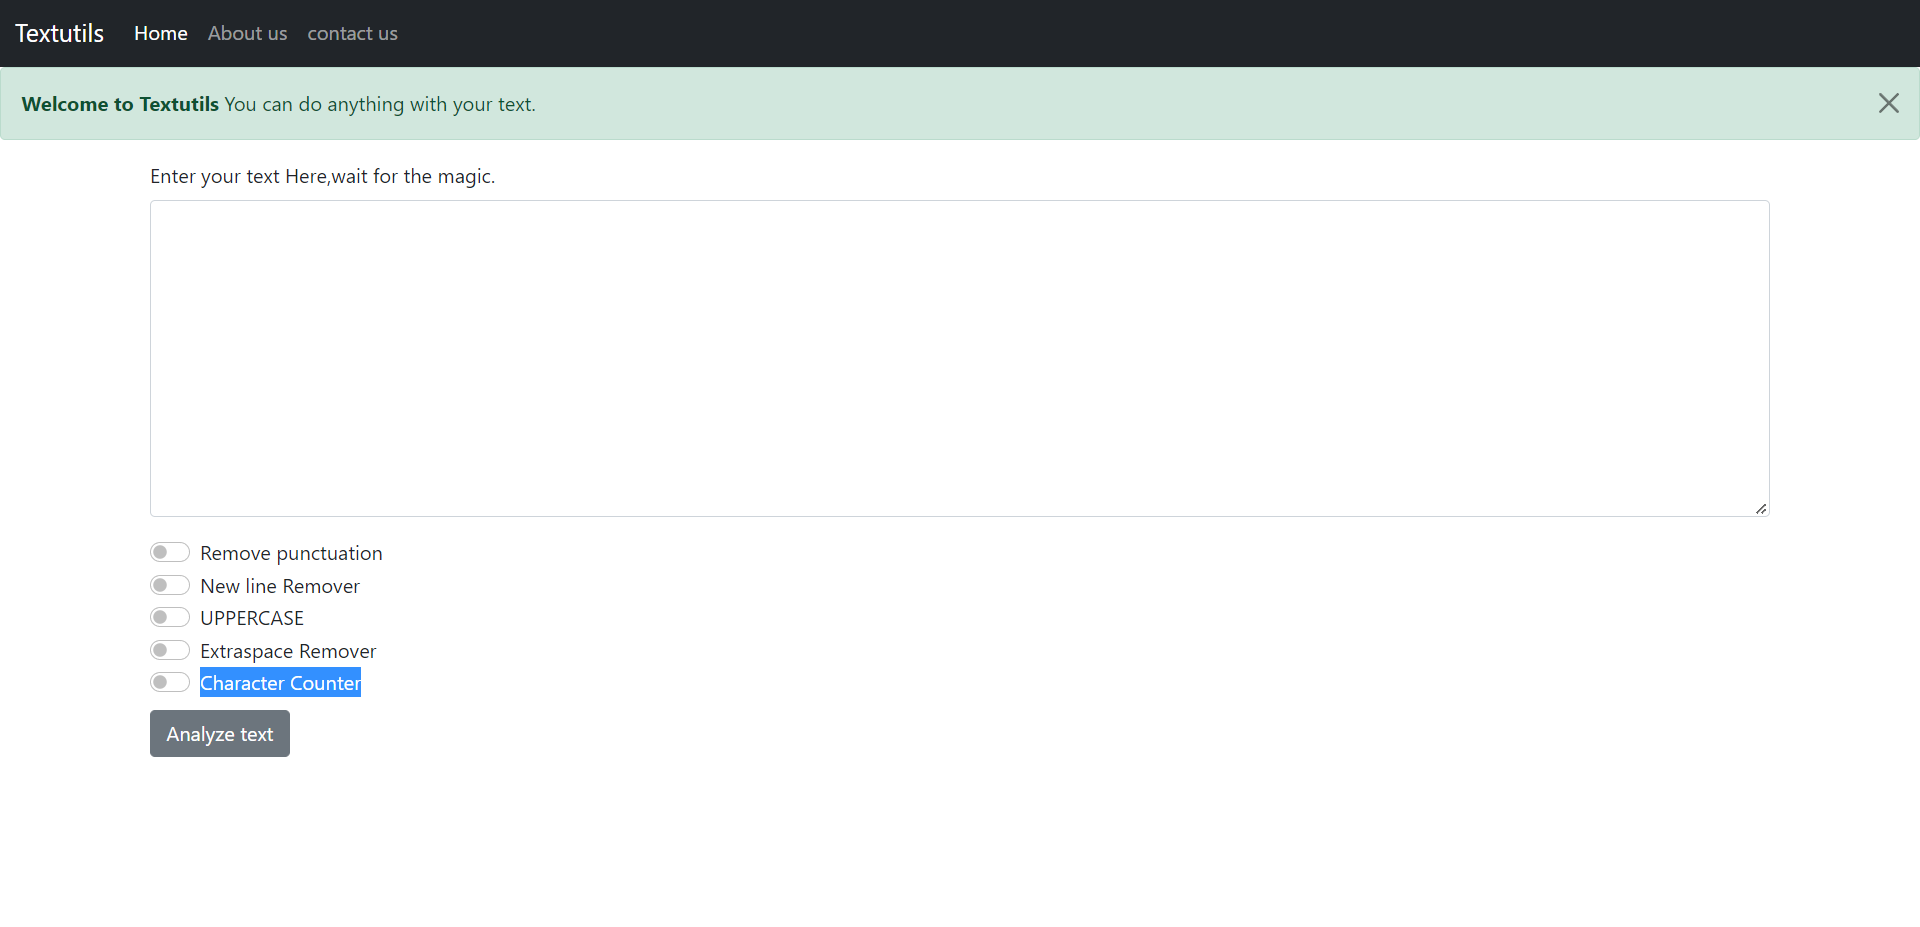 Textutils Home About us contact us
Welcome to Textutils You can do anything with your text.
Enter your text Here,wait for the magic.
Remove punctuation
New line Remover
UPPERCASE
Extraspace Remover
Character Counter
Analyze text